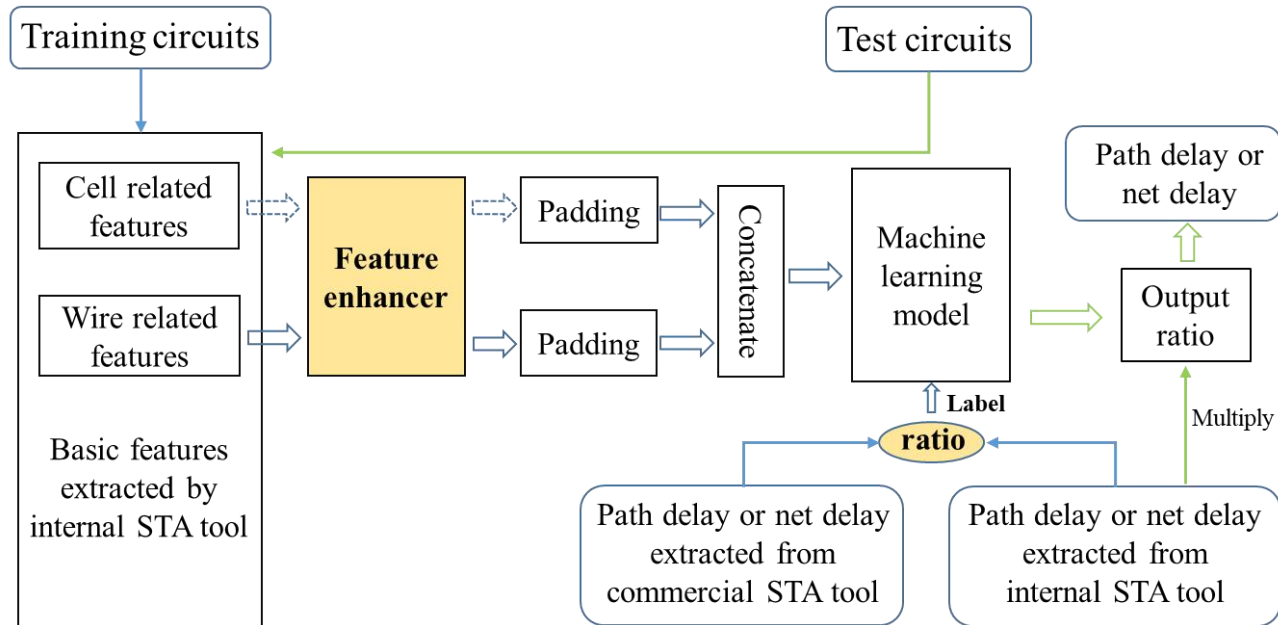 Training circuits
Test circuits
Cell related
features
Wire related
features
Basic features
extracted by
internal STA tool
Feature
enhancer
Padding
Padding
Concatenate
Machine
learning
model
Path delay or
net delay
Output
ratio
Label
ratio
Multiply
Path delay or net delay
extracted from
commercial STA tool
Path delay or net delay
extracted from
internal STA tool